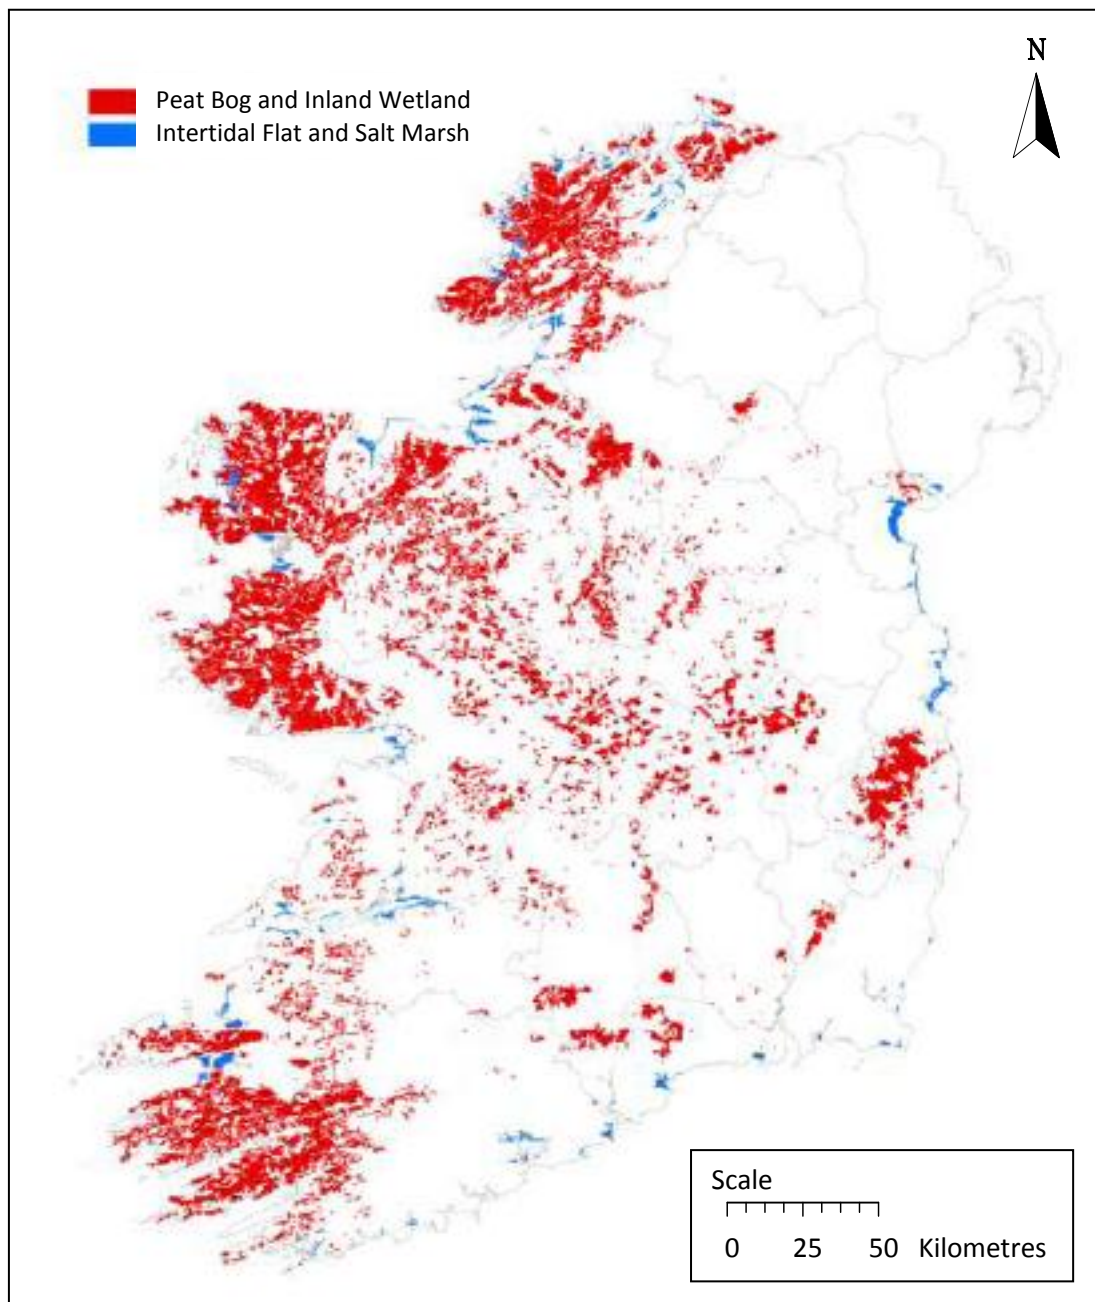 N
Peat Bog and Inland Wetland
Intertidal Flat and Salt Marsh
Scale
0 25 50 Kilometres